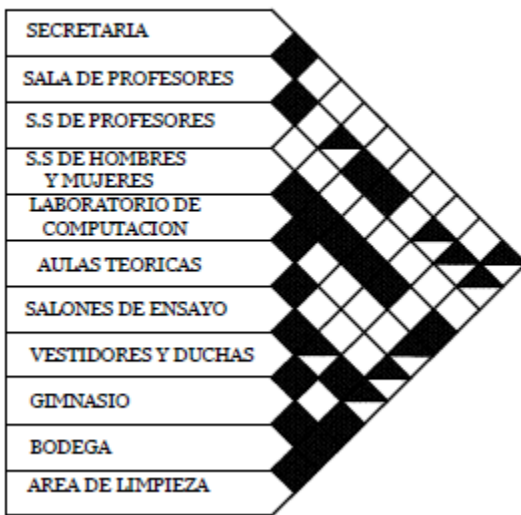 SECRETARIA
SALA DE PROFESORES
S.S DE PROFESORES
S.S DE HOMBRES
Y MUJERES
LABORATORIO DE
COMPUTACION
AULAS TEORICAS
SALONES DE ENSAYO
VESTIDORES Y DUCHAS
GIMNASIO
BODEGA
AREA DE LIMPIEZA